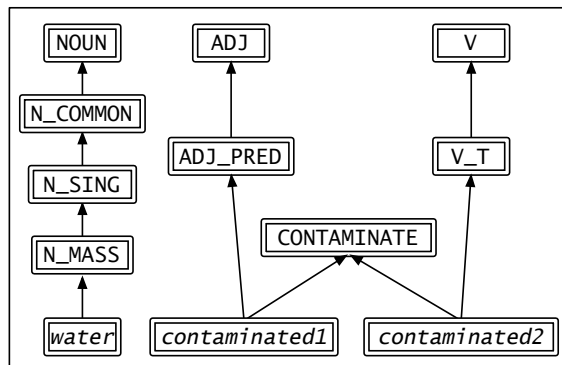 NOUN ADJ V
N_COMMON
ADJ_PRED V_T
N_SING
CONTAMINATE
N_MASS
water contaminated1 contaminated2